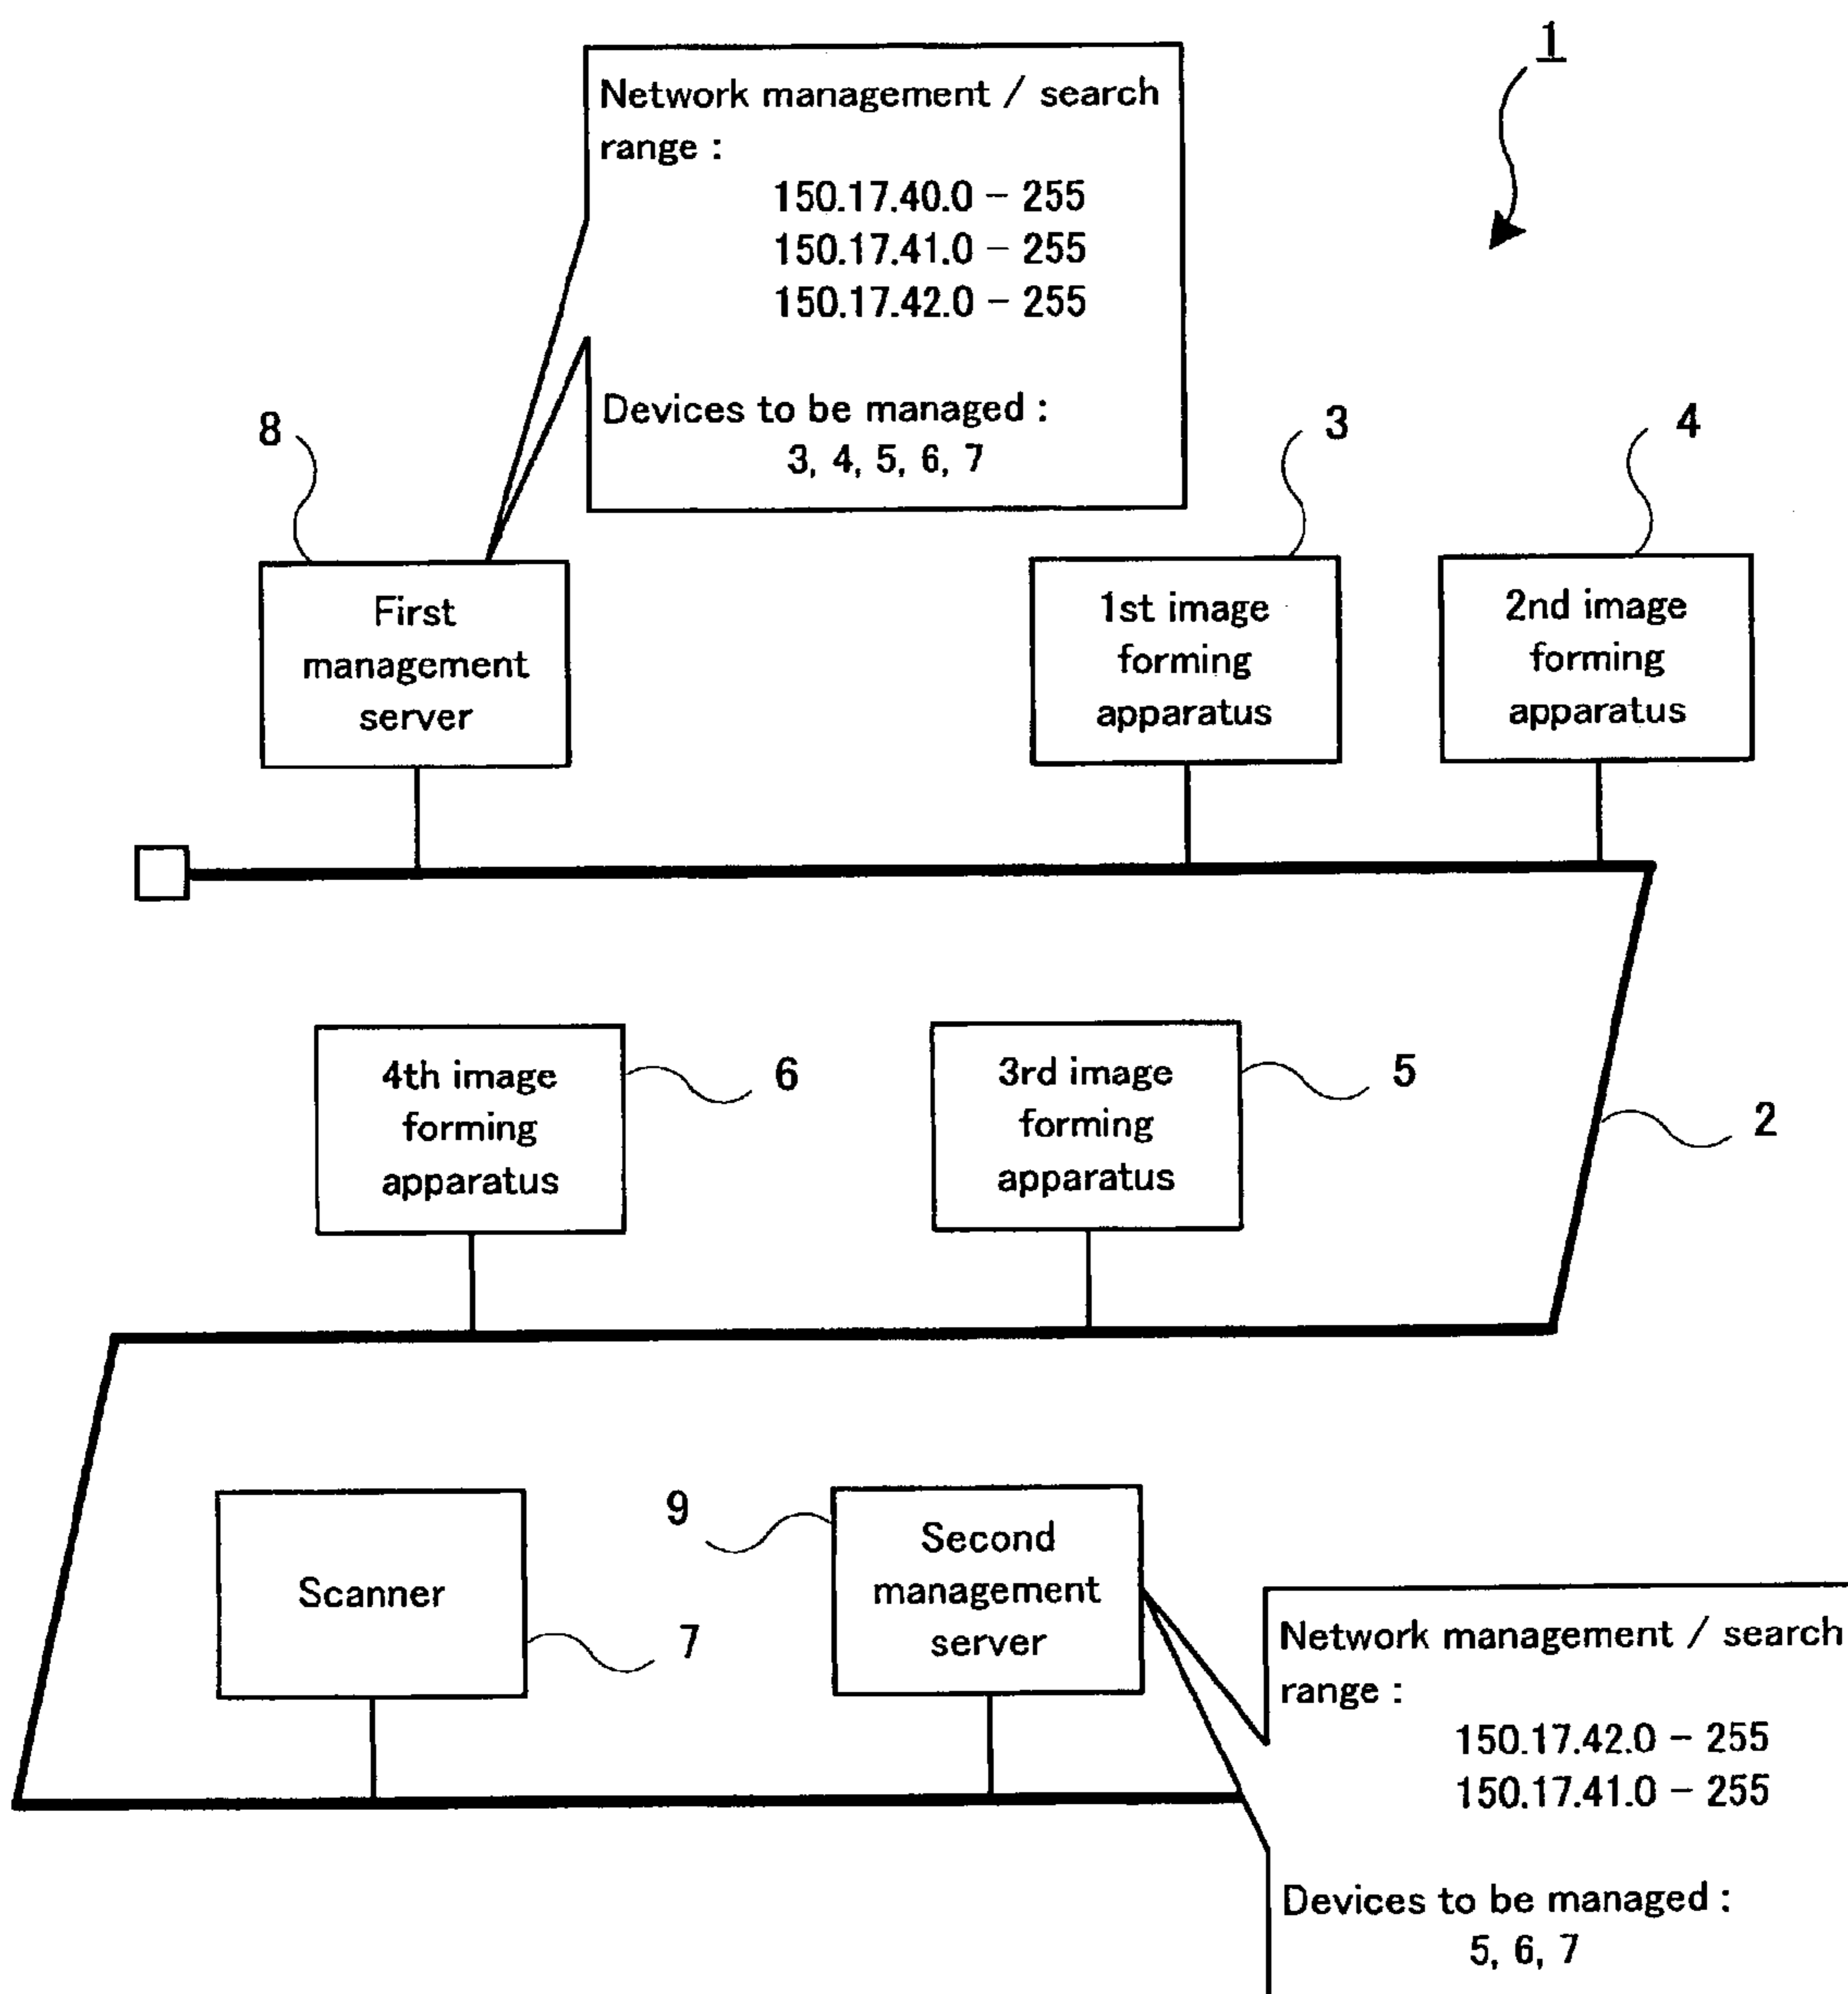 1
Network management / search
range :
150.17.40.0 – 255
150.17.41.0 – 255
150.17.42.0 – 255
Devices to be managed :
3, 4, 5, 6, 7
8
3
4
First
management
server
1st image
forming
apparatus
2nd image
forming
apparatus
4th image
forming
apparatus
6
3rd image
forming
apparatus
5
2
Scanner
7
9
Second
management
server
Network management / search
range :
150.17.42.0 – 255
150.17.41.0 – 255
Devices to be managed :
5, 6, 7